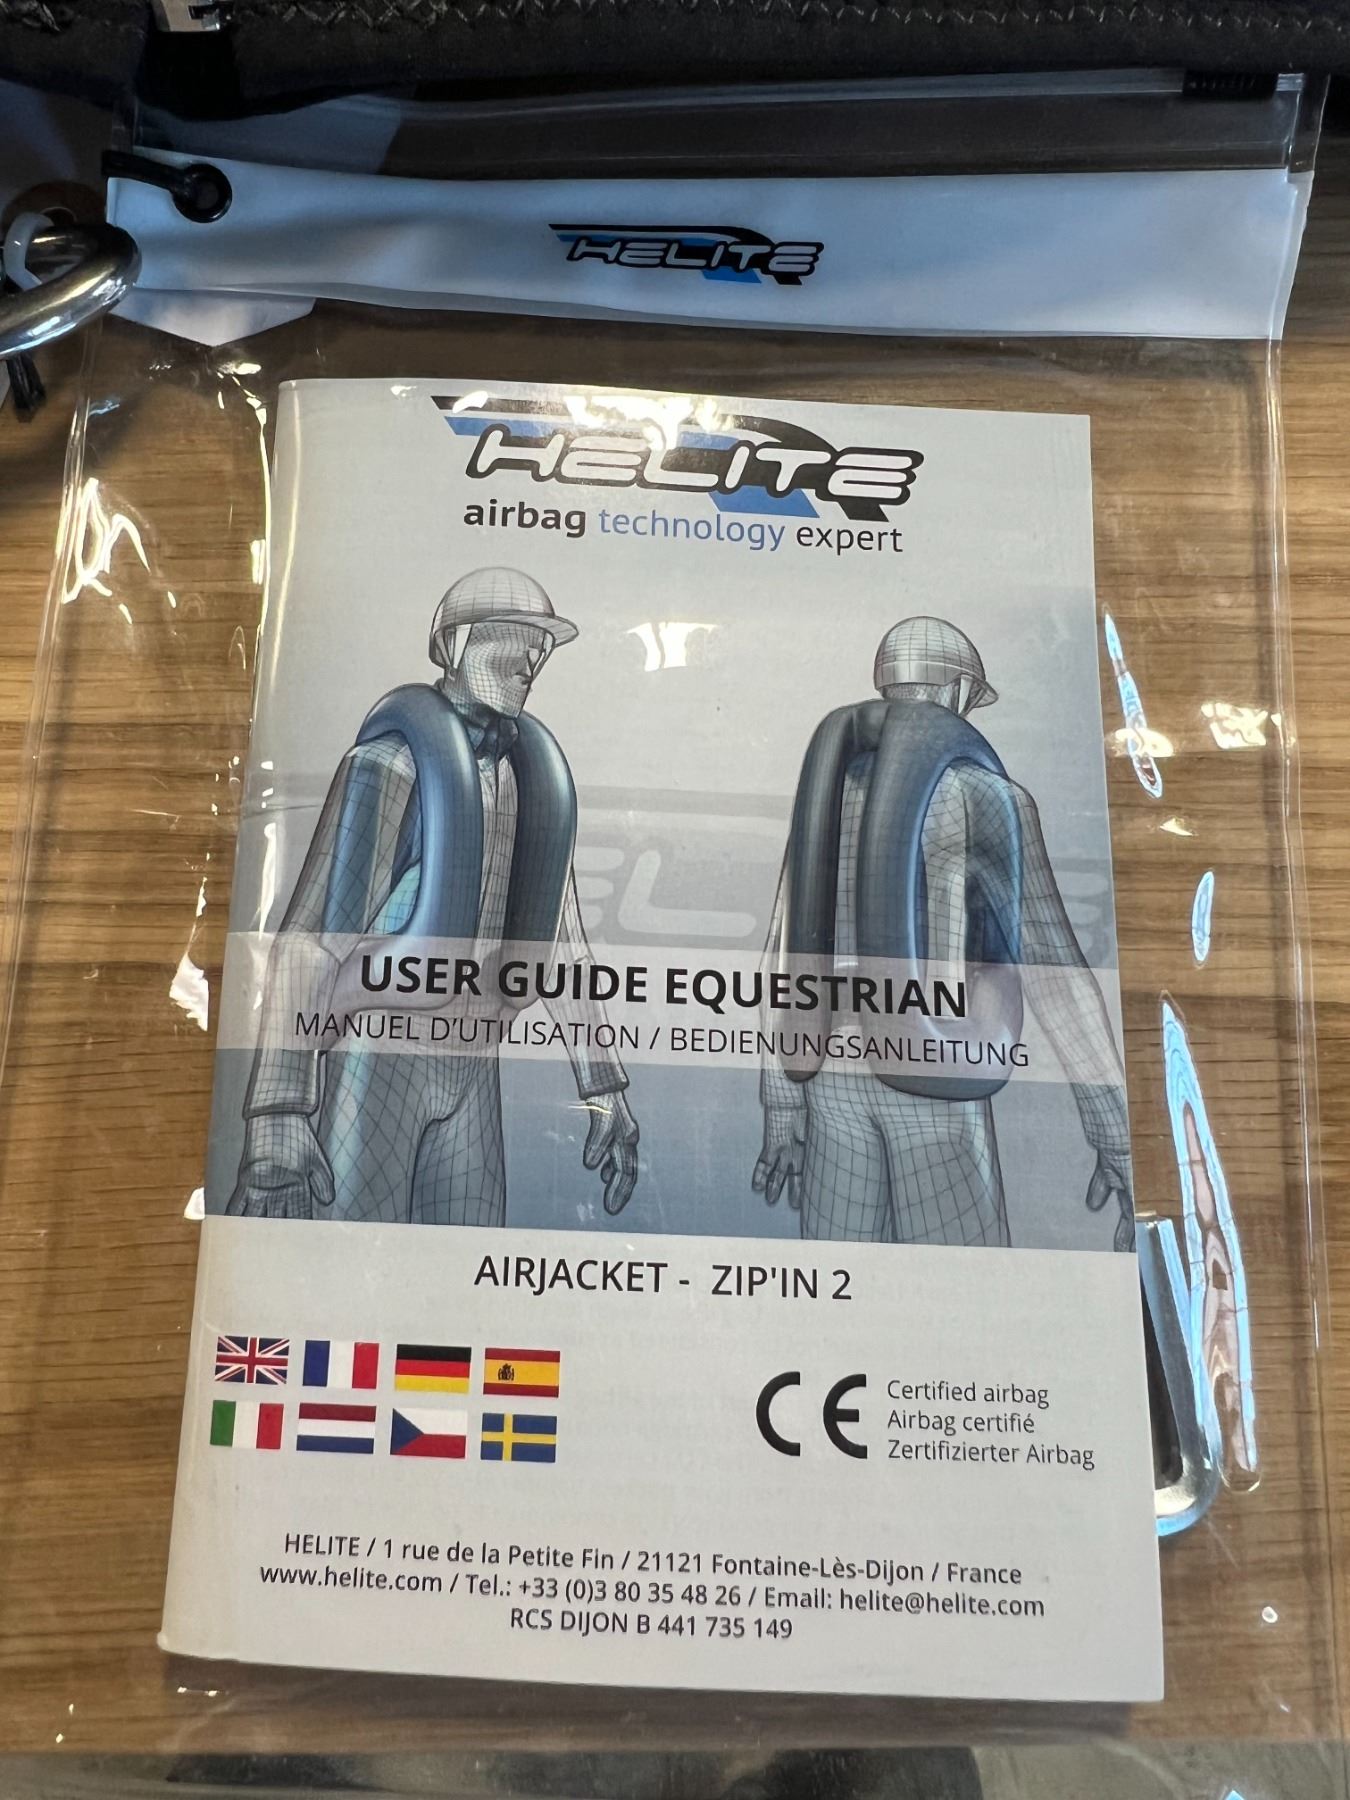 HELITE
HELITE
airbag technology expert
HEL
USER GUIDE EQUESTRIAN
MANUEL D'UTILISATION / BEDIENUNGSANLEITUNG
AIRJACKET - ZIP'IN 2
CE
Certified airbag
Airbag certifié
Zertifizierter Airbag
HELITE / 1 rue de la Petite Fin / 21121 Fontaine-Lès-Dijon / France
www.helite.com / Tel.: +33 (0)3 80 35 48 26 / Email: helite@helite.com
RCS DIJON B 441 735 149